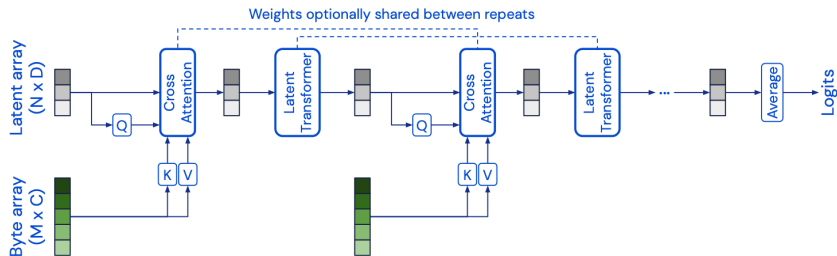 Weights optionally shared between repeats
Latent array
(N x D)
Cross
Attention
Latent
Transformer
Cross
Attention
Latent
Transformer
...
Average
Logits
Q
Q
K
V
K
V
Byte array
(M x C)